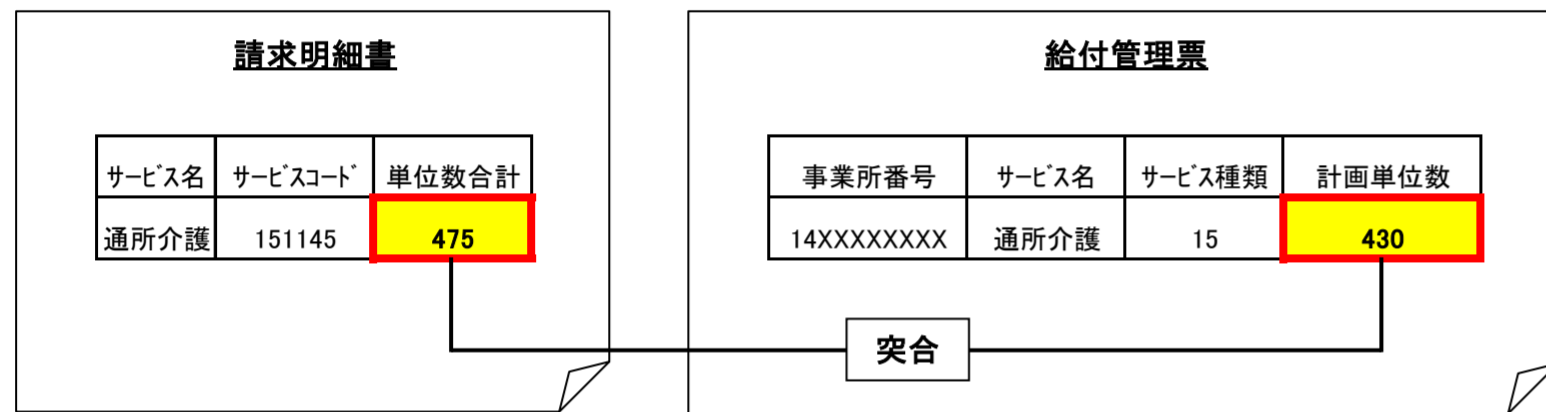 請求明細書
サービス名 サービスコード 単位数合計
通所介護 151145 475
給付管理票
事業所番号 サービス名 サービス種類 計画単位数
14XXXXXXXX 通所介護 15 430
突合